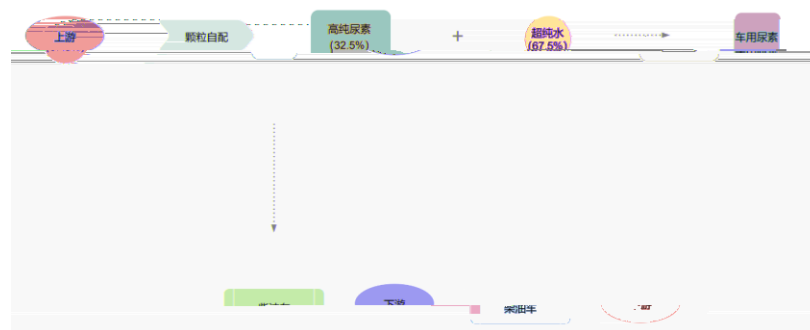 上游
颗粒自配
高纯尿素
(32.5%)
+
超纯水
(67.5%)
车用尿素
下游
柴油车